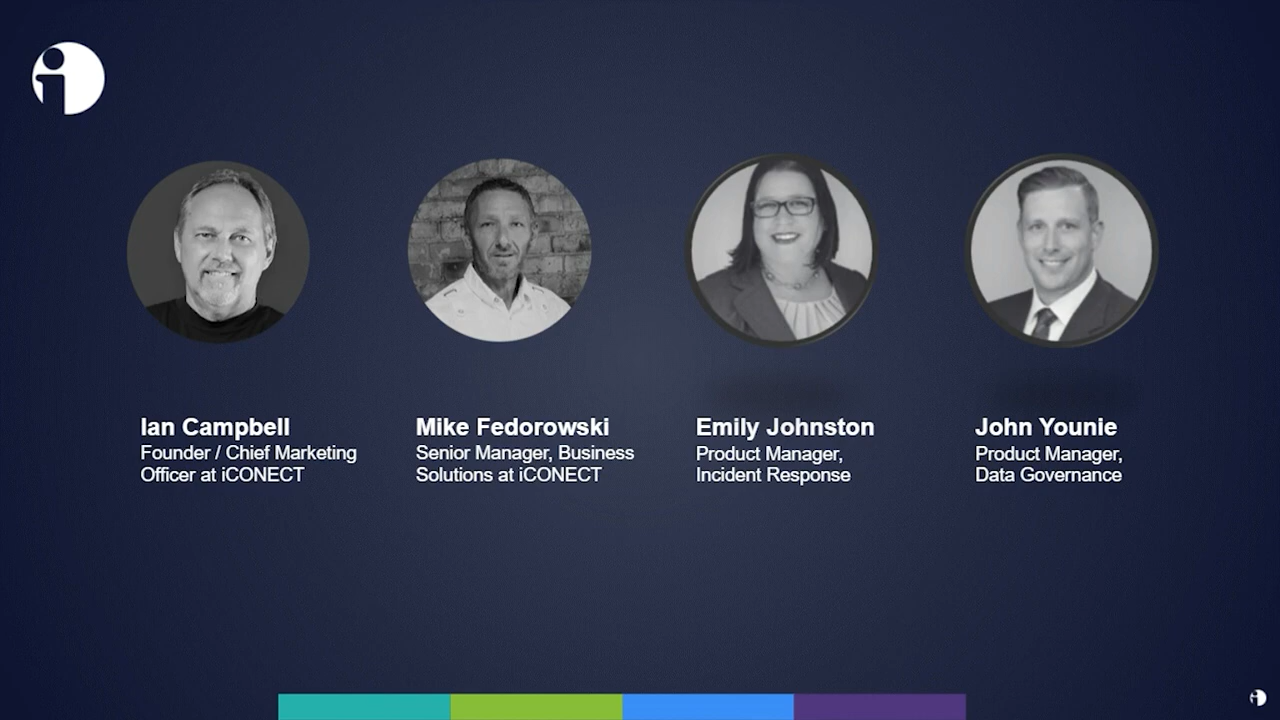 Ian Campbell
Founder / Chief Marketing
Officer at iCONECT
Mike Fedorowski
Senior Manager, Business
Solutions at iCONECT
Emily Johnston
Product Manager,
Incident Response
John Younie
Product Manager,
Data Governance